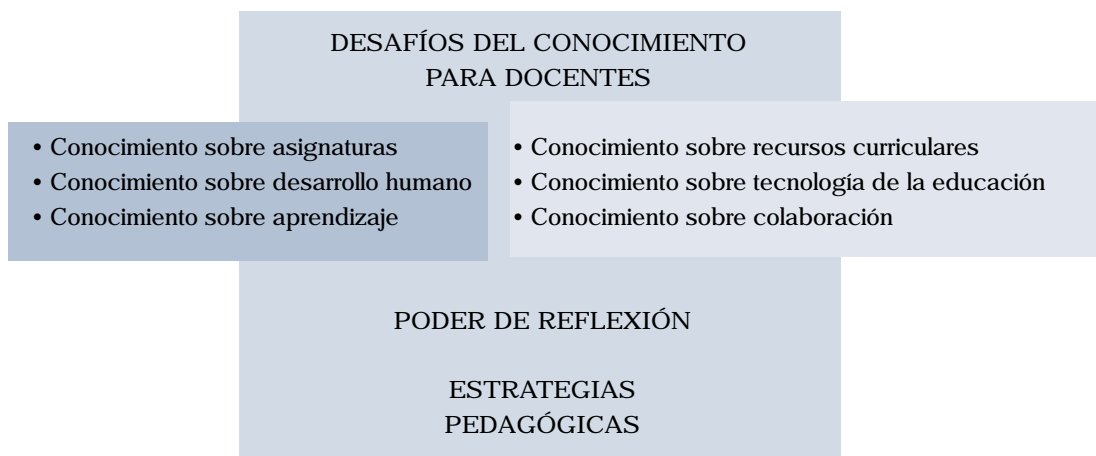 DESAFÍOS DEL CONOCIMIENTO
PARA DOCENTES
• Conocimiento sobre asignaturas
• Conocimiento sobre desarrollo humano
• Conocimiento sobre aprendizaje
• Conocimiento sobre recursos curriculares
• Conocimiento sobre tecnología de la educación
• Conocimiento sobre colaboración
PODER DE REFLEXIÓN
ESTRATEGIAS
PEDAGÓGICAS